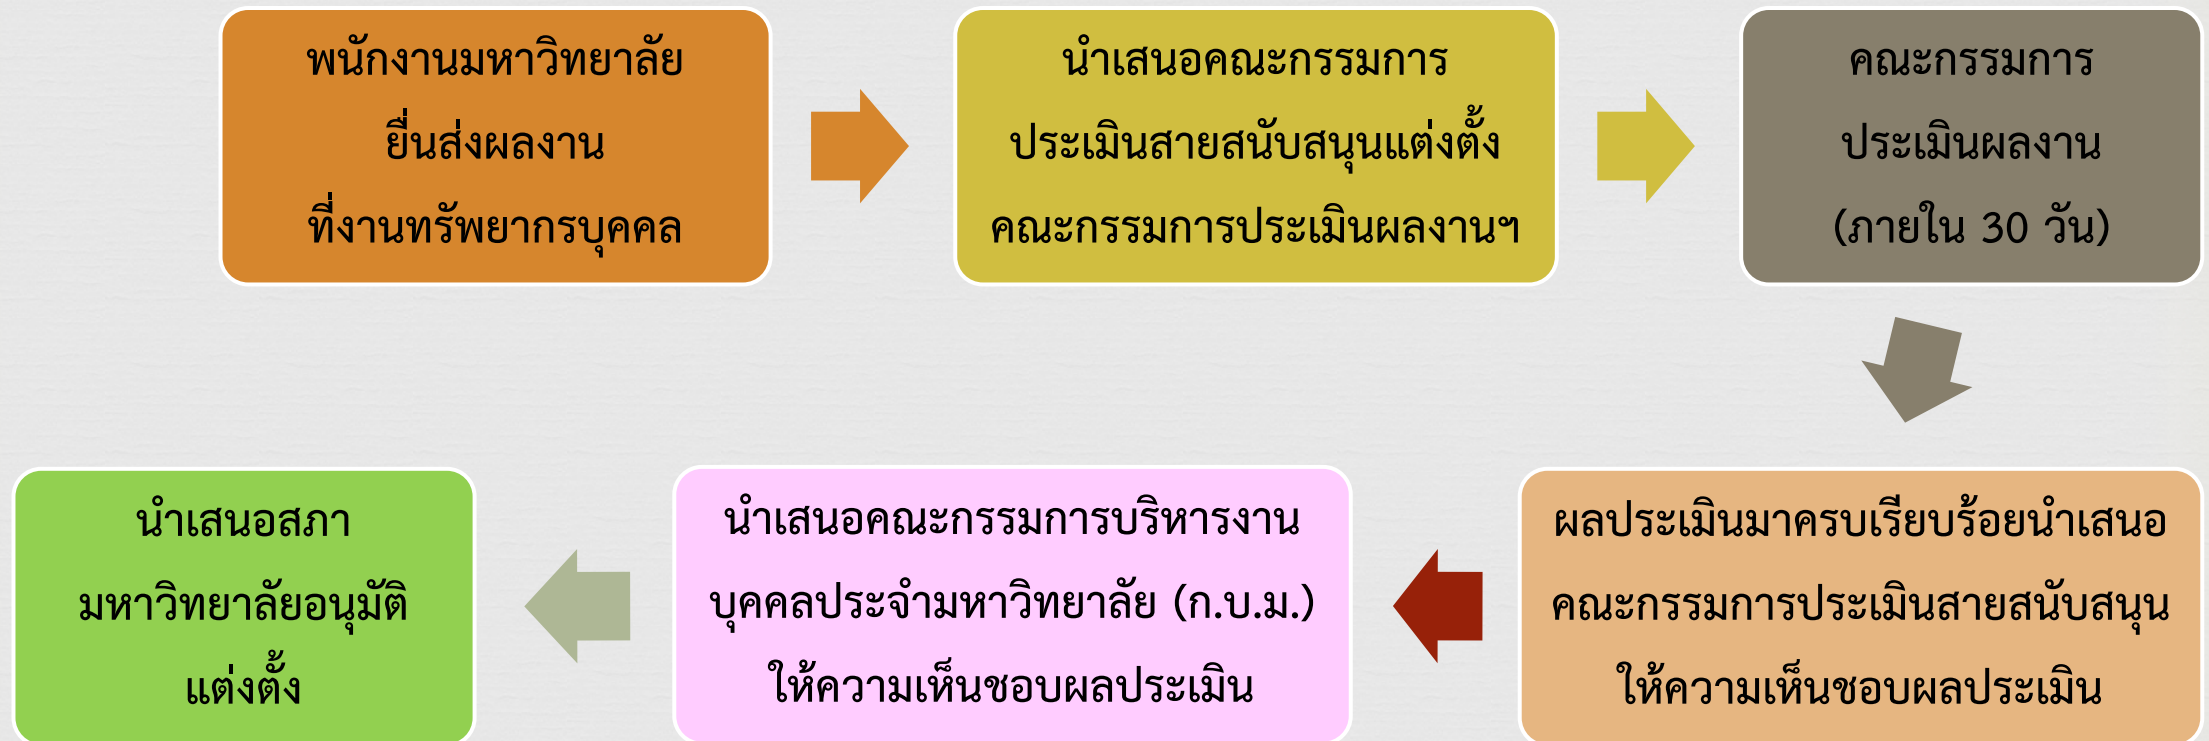 พนักงานมหาวิทยาลัย
ยื่นส่งผลงาน
ที่งานทรัพยากรบุคคล
นำเสนอคณะกรรมการ
ประเมินสายสนับสนุนแต่งตั้ง
คณะกรรมการประเมินผลงานฯ
คณะกรรมการ
ประเมินผลงาน
(ภายใน 30 วัน)
ผลประเมินมาครบเรียบร้อยนำเสนอ
คณะกรรมการประเมินสายสนับสนุน
ให้ความเห็นชอบผลประเมิน
นำเสนอคณะกรรมการบริหารงาน
บุคคลประจำมหาวิทยาลัย (ก.บ.ม.)
ให้ความเห็นชอบผลประเมิน
นำเสนอสภา
มหาวิทยาลัยอนุมัติ
แต่งตั้ง